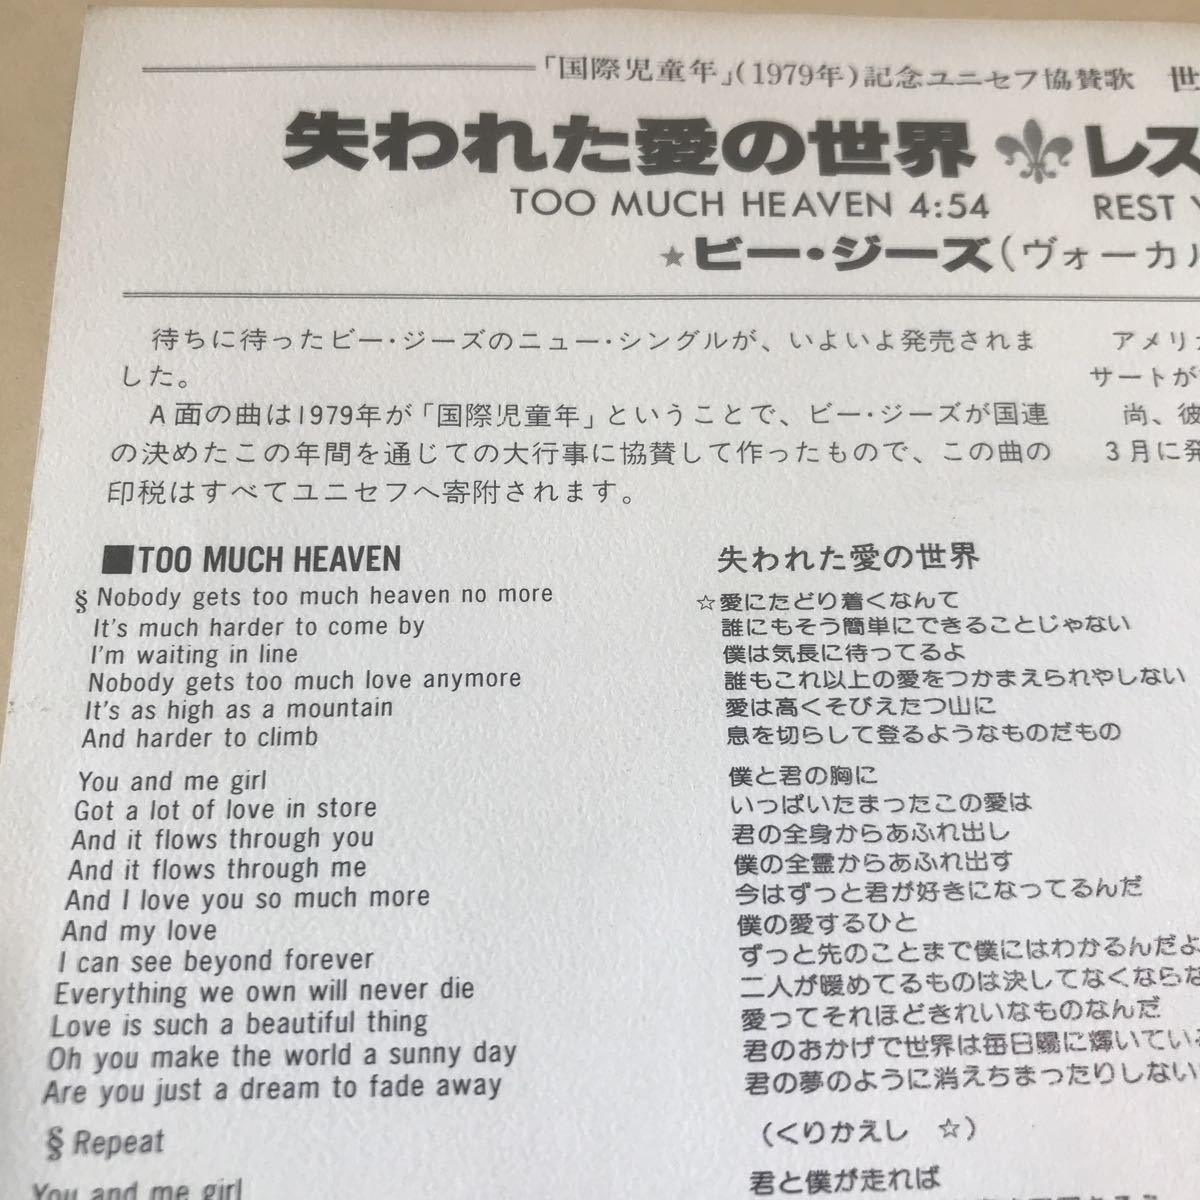 「国際児童年」(1979年)記念ユニセフ協賛歌　世
失われた愛の世界 ⚜ レス
TOO MUCH HEAVEN 4:54 REST
★ビー・ジーズ(ヴォーカル
待ちに待ったビー・ジーズのニュー・シングルが、いよいよ発売されま
した。
A面の曲は1979年が「国際児童年」ということで、ビー・ジーズが国連
の決めたこの年間を通じての大行事に協賛して作ったもので、この曲の
印税はすべてユニセフへ寄附されます。
アメリカ
サートが
尚、彼
3月に発
■TOO MUCH HEAVEN
§ Nobody gets too much heaven no more
It's much harder to come by
I'm waiting in line
Nobody gets too much love anymore
It's as high as a mountain
And harder to climb
You and me girl
Got a lot of love in store
And it flows through you
And it flows through me
And I love you so much more
And my love
I can see beyond forever
Everything we own will never die
Love is such a beautiful thing
Oh you make the world a sunny day
Are you just a dream to fade away
§ Repeat
You and me girl
失われた愛の世界
☆愛にたどり着くなんて
誰にもそう簡単にできることじゃない
僕は気長に待ってるよ
誰もこれ以上の愛をつかまえられやしない
愛は高くそびえたつ山に
息を切らして登るようなものだもの
僕と君の胸に
いっぱいたまったこの愛は
君の全身からあふれ出し
僕の全霊からあふれ出す
今はずっと君が好きになってるんだ
僕の愛するひと
ずっと先のことまで僕にはわかるんだよ
二人が暖めてるものは決してなくならな
愛ってそれほどきれいなものなんだ
君のおかげで世界は毎日陽に輝いている
君の夢のように消えちまったりしない
(くりかえし　☆)
君と僕が走れば